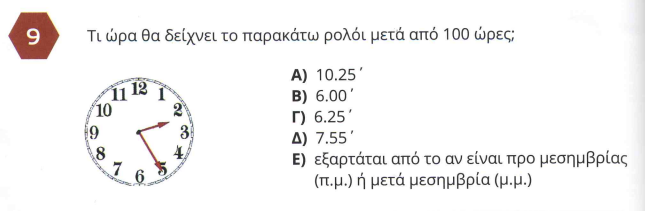 9
Τι ώρα θα δείχνει το παρακάτω ρολόι μετά από 100 ώρες;
12
11
1
10
2
9
3
8
4
7
5
6
Α) 10.25΄
Β) 6.00΄
Γ) 6.25΄
Δ) 7.55΄
Ε) εξαρτάται από το αν είναι προ μεσημβρίας
(π.μ.) ή μετά μεσημβρία (μ.μ.)